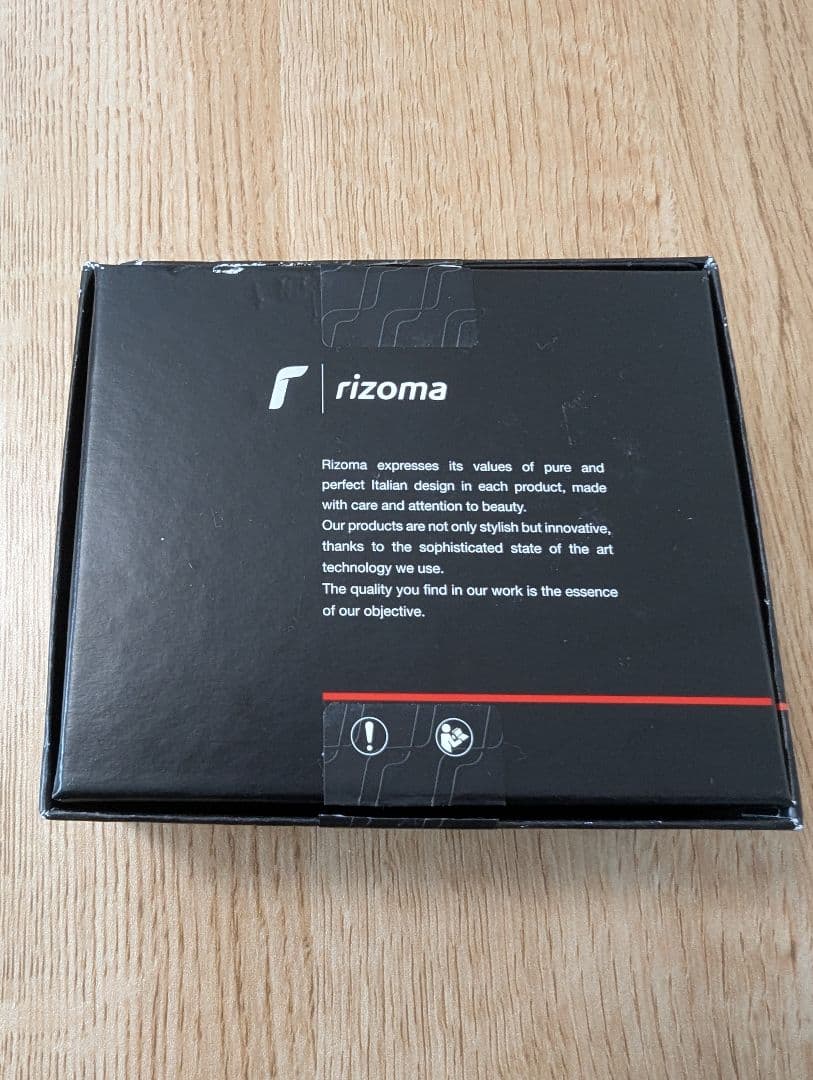 rizoma
Rizoma expresses its values of pure and
perfect Italian design in each product, made
with care and attention to beauty.
Our products are not only stylish but innovative,
thanks to the sophisticated state of the art
technology we use.
The quality you find in our work is the essence
of our objective.